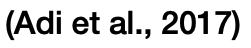 (Adi et al., 2017)